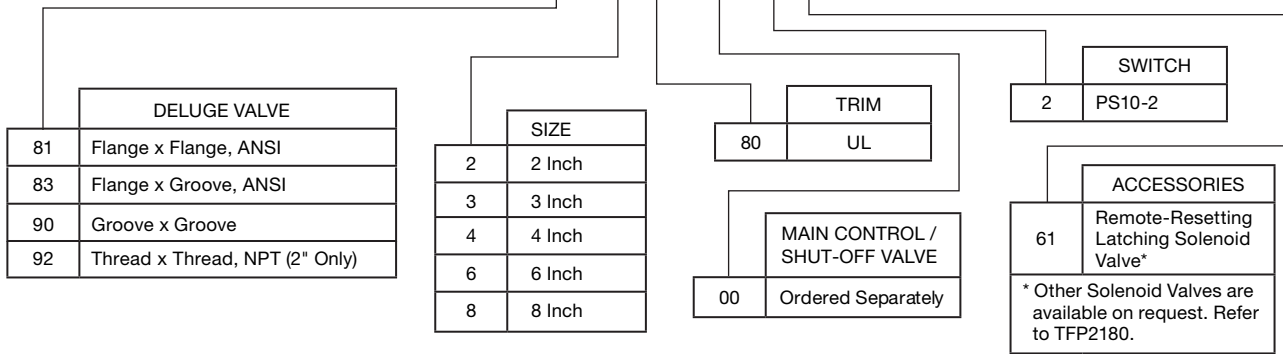 DELUGE VALVE
81 Flange x Flange, ANSI
83 Flange x Groove, ANSI
90 Groove x Groove
92 Thread x Thread, NPT (2" Only)
SIZE
2 2 Inch
3 3 Inch
4 4 Inch
6 6 Inch
8 8 Inch
TRIM
80 UL
MAIN CONTROL /
SHUT-OFF VALVE
00 Ordered Separately
SWITCH
2 PS10-2
ACCESSORIES
61 Remote-Resetting
Latching Solenoid
Valve*
* Other Solenoid Valves are
available on request. Refer
to TFP2180.